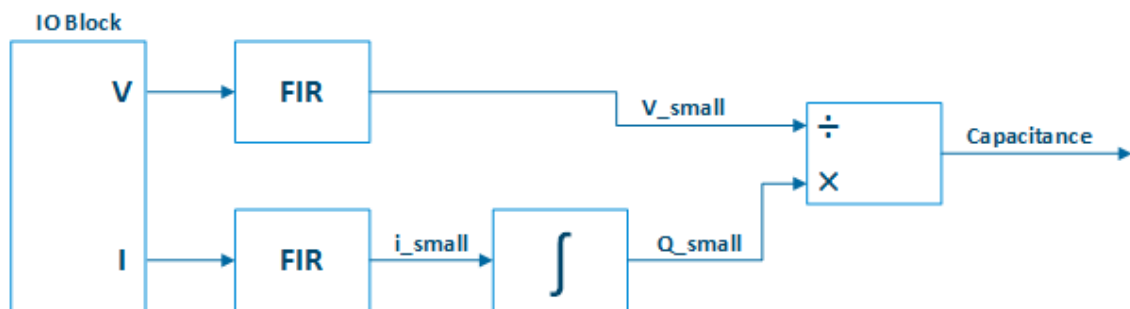 IO Block
V
FIR
V_small
÷
Capacitance
×
I
FIR
i_small
∫
Q_small